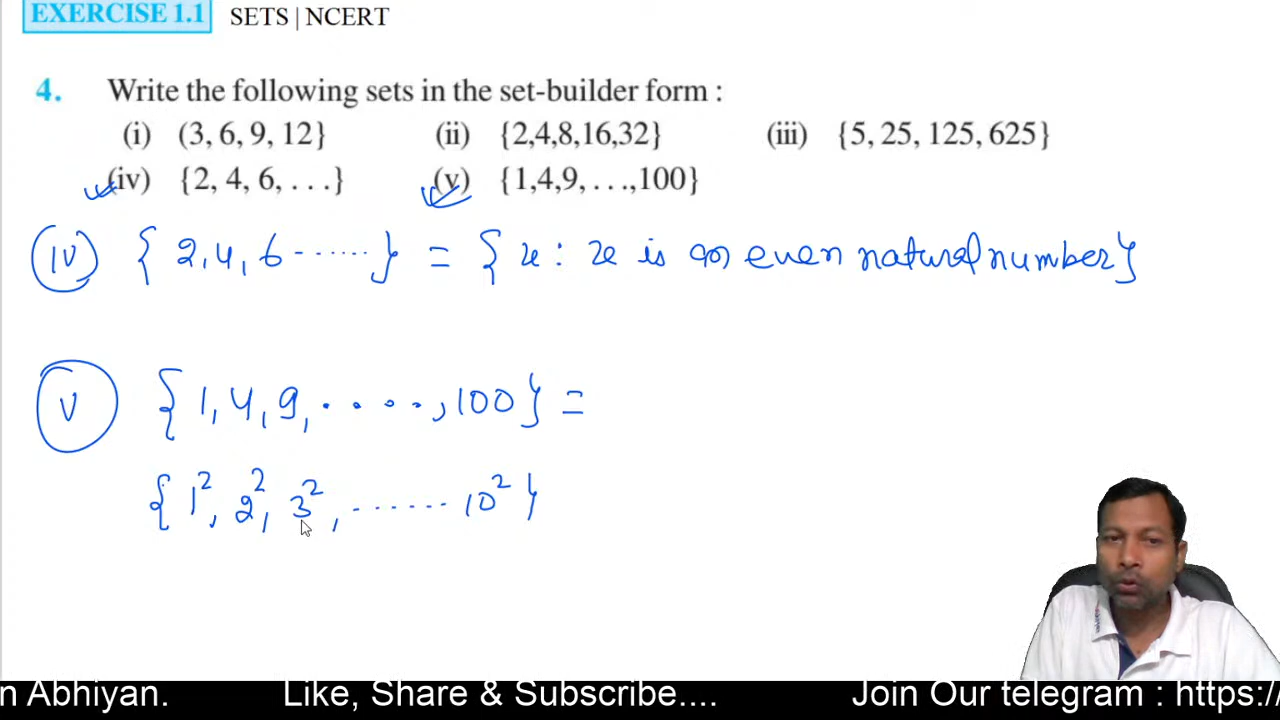 EXERCISE 1.1 SETS | NCERT
4. Write the following sets in the set-builder form :
(i) (3, 6, 9, 12} (ii) {2,4,8,16,32} (iii) {5, 25, 125, 625}
(iv) {2, 4, 6, . . .} (v) {1,4,9, . . .,100}
(iv) { 2, 4, 6 ...... } = { x : x is an even natural number}
(v) { 1, 4, 9, ....., 100 } =
{ 1², 2², 3², ...... 10² }
n Abhiyan. Like, Share & Subscribe.... Join Our telegram : https:/